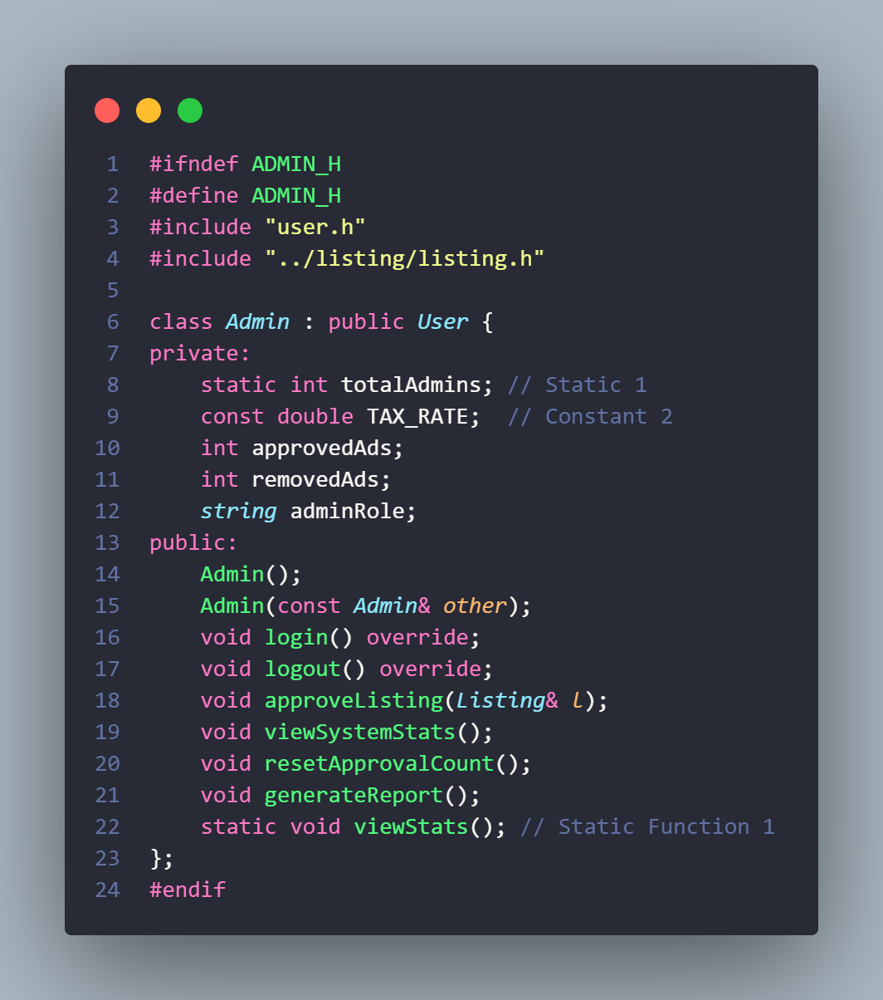 1 #ifndef ADMIN_H
2 #define ADMIN_H
3 #include "user.h"
4 #include "../listing/listing.h"
5
6 class Admin : public User {
7 private:
8     static int totalAdmins; // Static 1
9     const double TAX_RATE;  // Constant 2
10     int approvedAds;
11     int removedAds;
12     string adminRole;
13 public:
14     Admin();
15     Admin(const Admin& other);
16     void login() override;
17     void logout() override;
18     void approveListing(Listing& l);
19     void viewSystemStats();
20     void resetApprovalCount();
21     void generateReport();
22     static void viewStats(); // Static Function 1
23 };
24 #endif